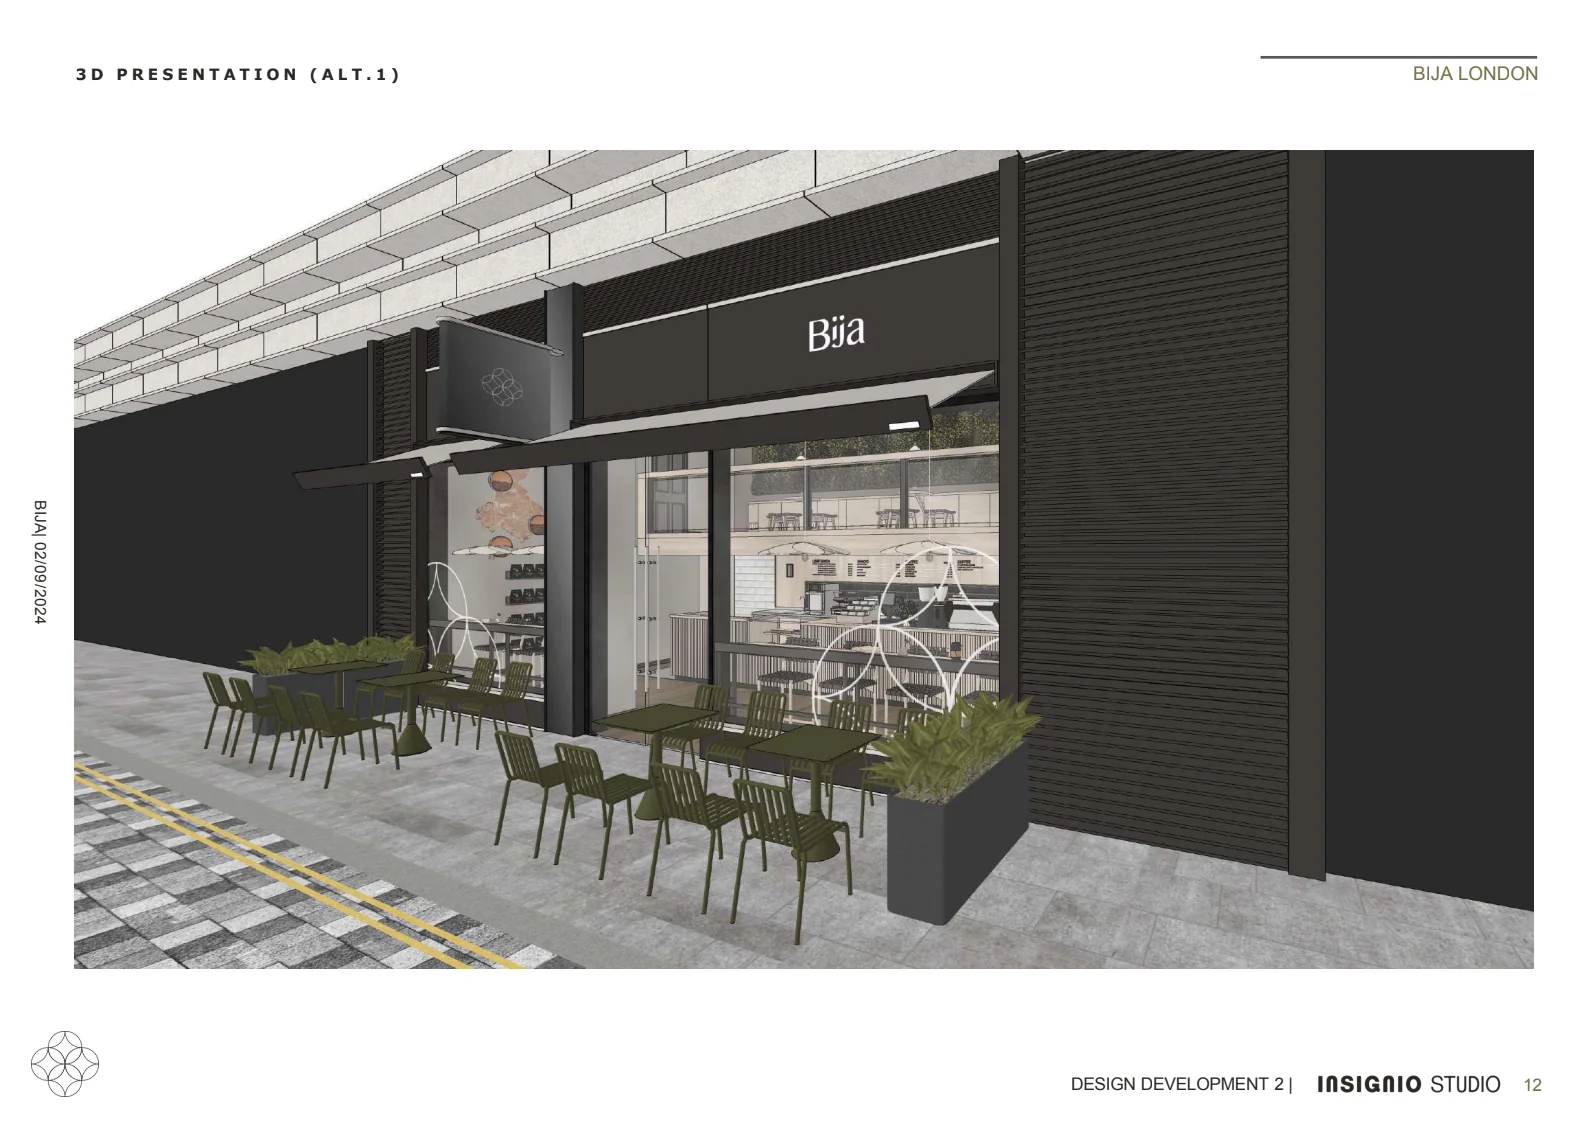 3D PRESENTATION (ALT.1)
BIJA LONDON
Bija
BIJA| 02/09/2024
DESIGN DEVELOPMENT 2 | INSIGNIO STUDIO 12